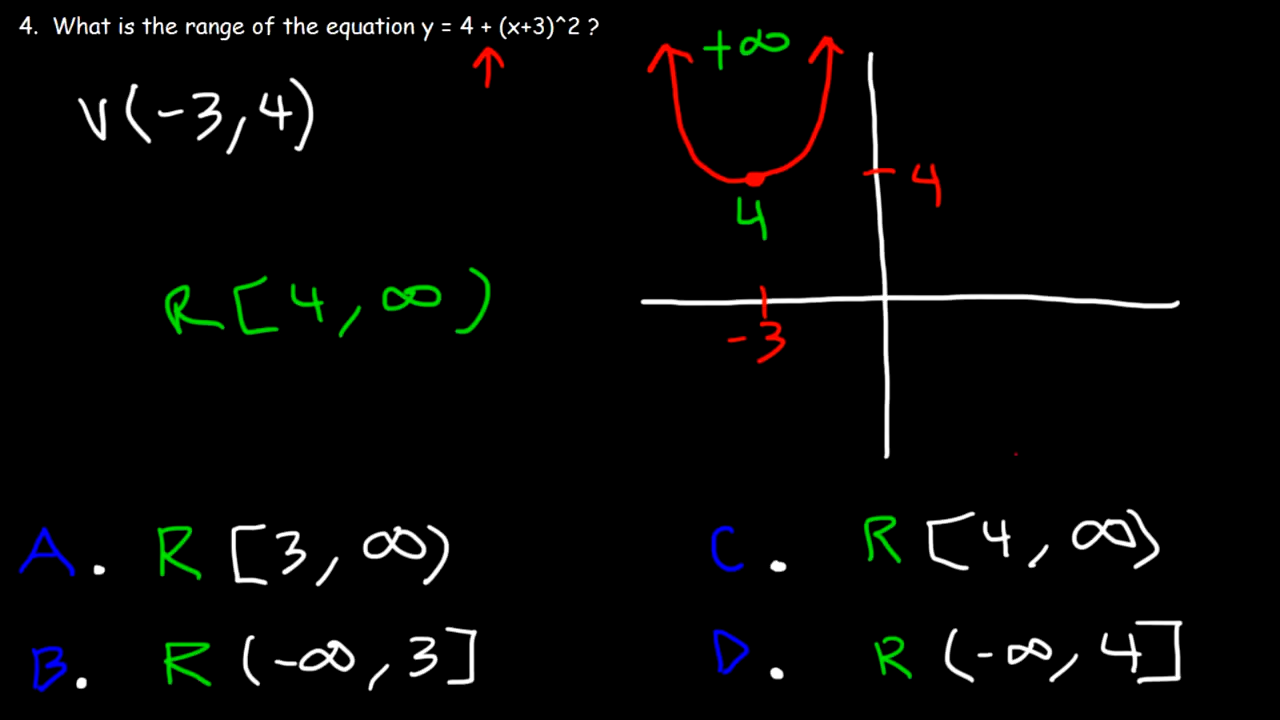 4. What is the range of the equation y = 4 + (x+3)^2 ?
V(-3,4)
+∞
4
4
R[4,∞)
-3
A. R [3,∞)
C. R [4,∞)
B. R (-∞,3]
D. R (-∞,4]